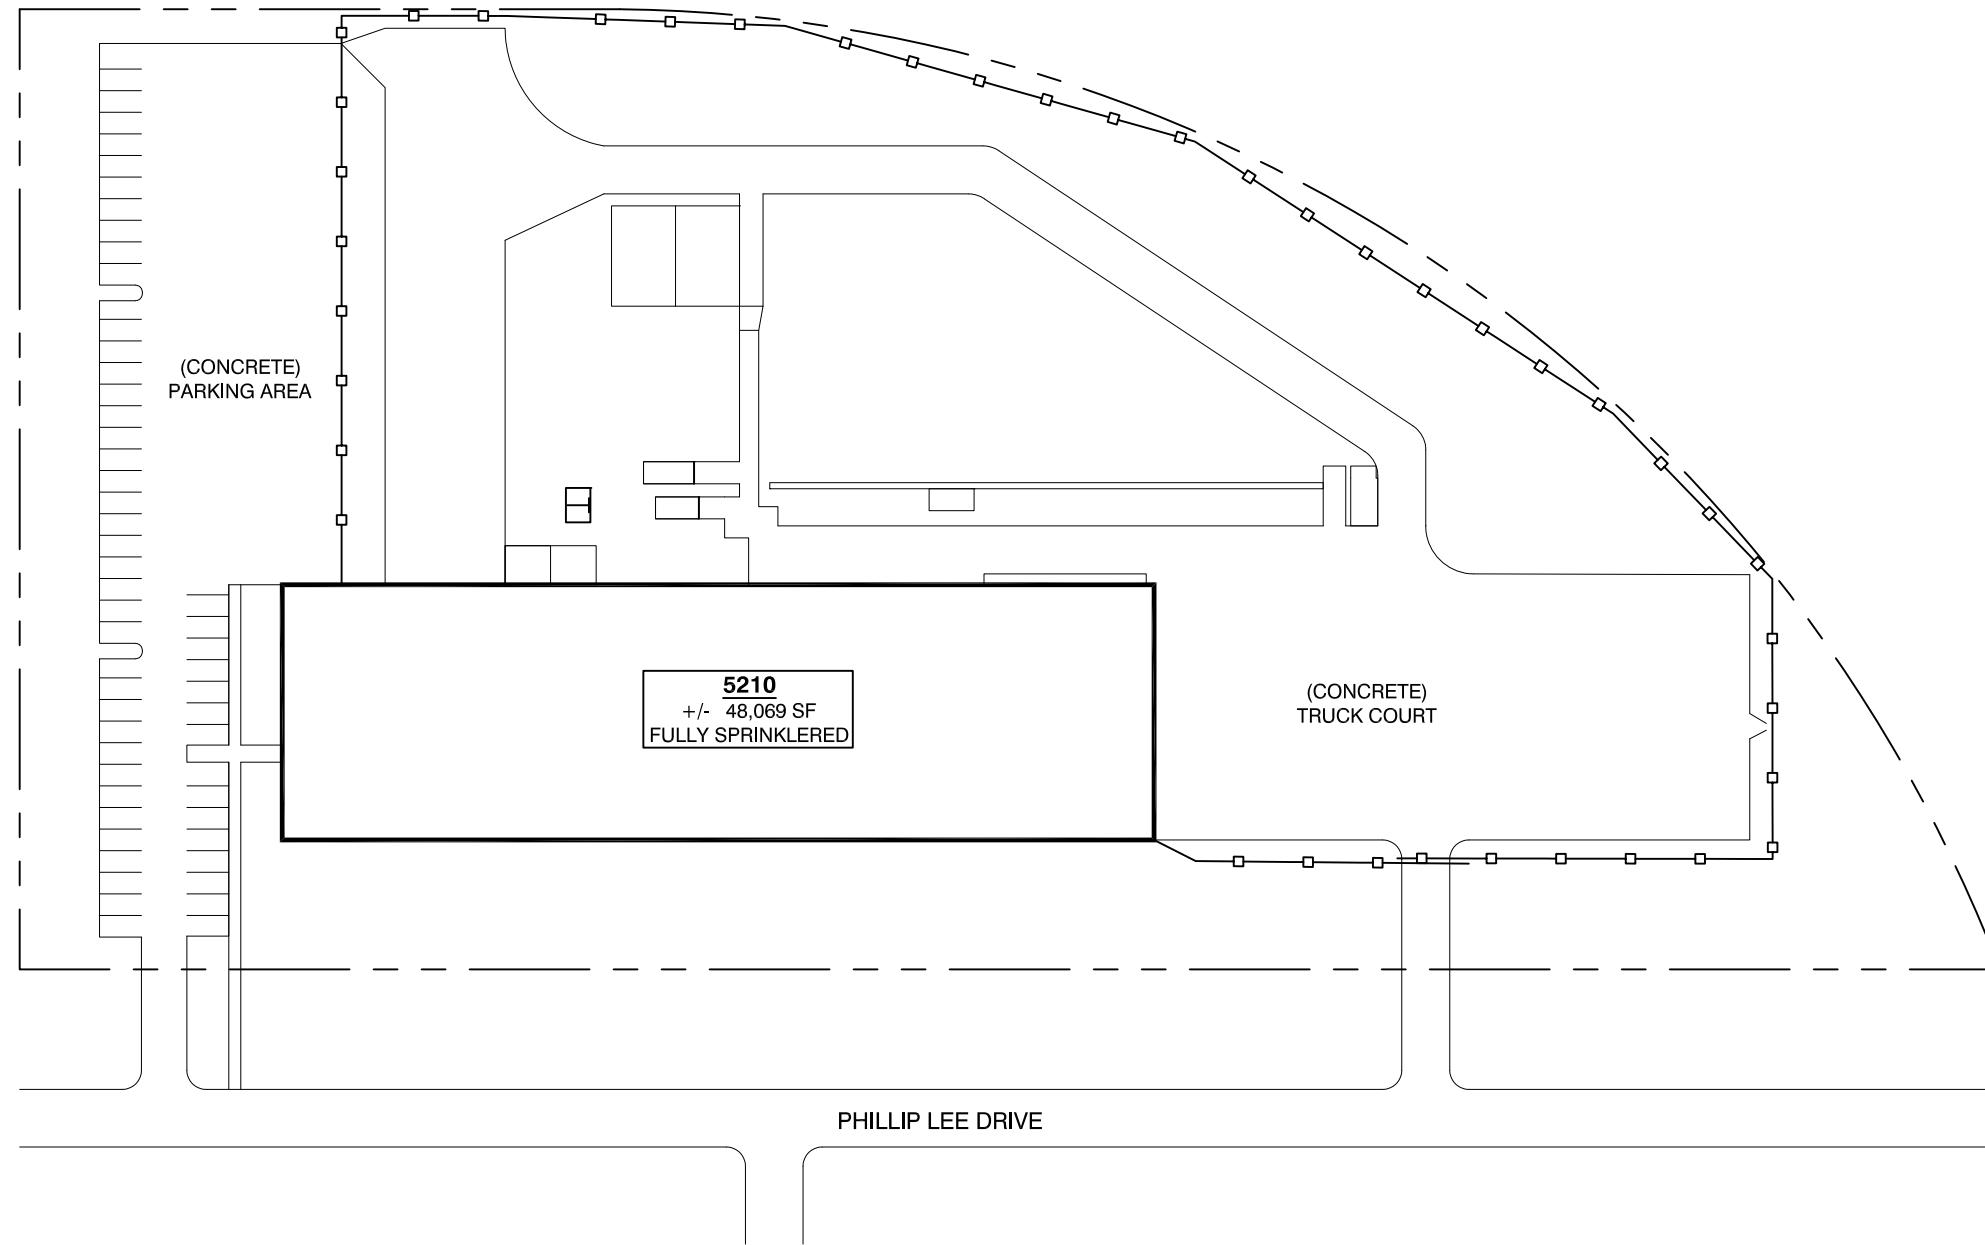 (CONCRETE)
PARKING AREA
5210
+/- 48,069 SF
FULLY SPRINKLERED
(CONCRETE)
TRUCK COURT
PHILLIP LEE DRIVE